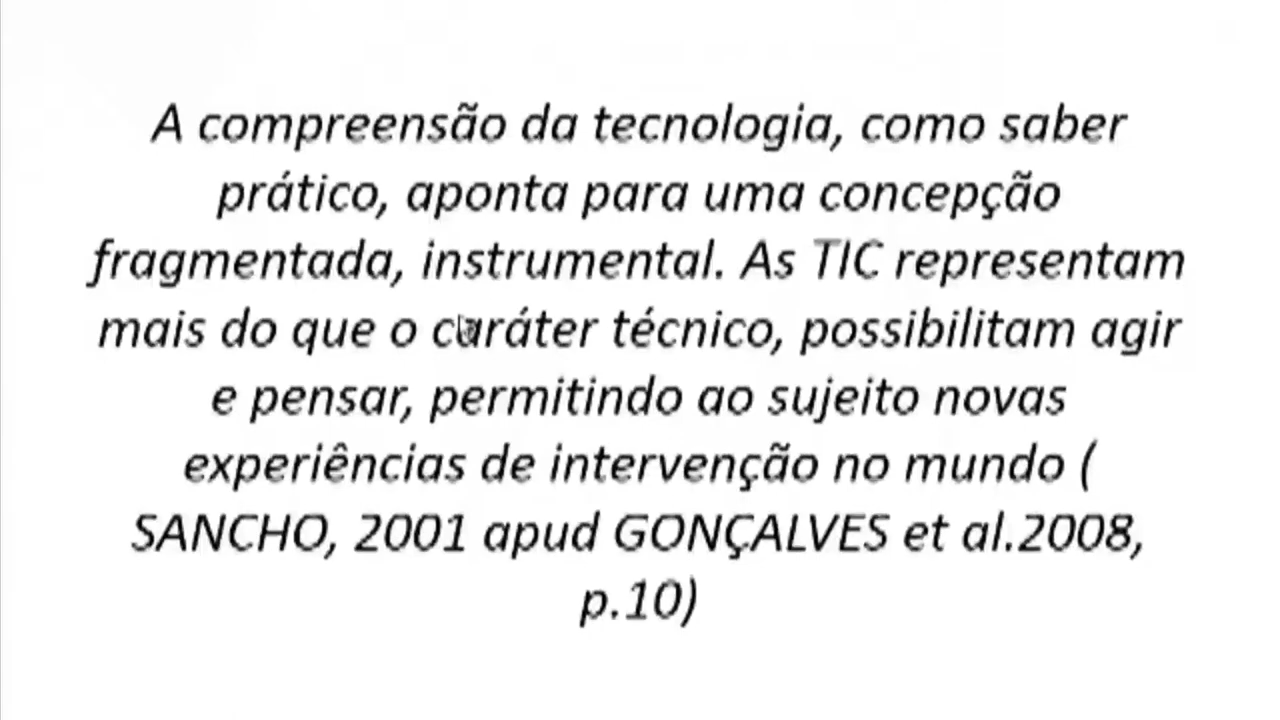 A compreensão da tecnologia, como saber
prático, aponta para uma concepção
fragmentada, instrumental. As TIC representam
mais do que o caráter técnico, possibilitam agir
e pensar, permitindo ao sujeito novas
experiências de intervenção no mundo (
SANCHO, 2001 apud GONÇALVES et al.2008,
p.10)